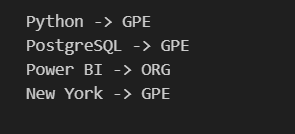 Python -> GPE
PostgreSQL -> GPE
Power BI -> ORG
New York -> GPE